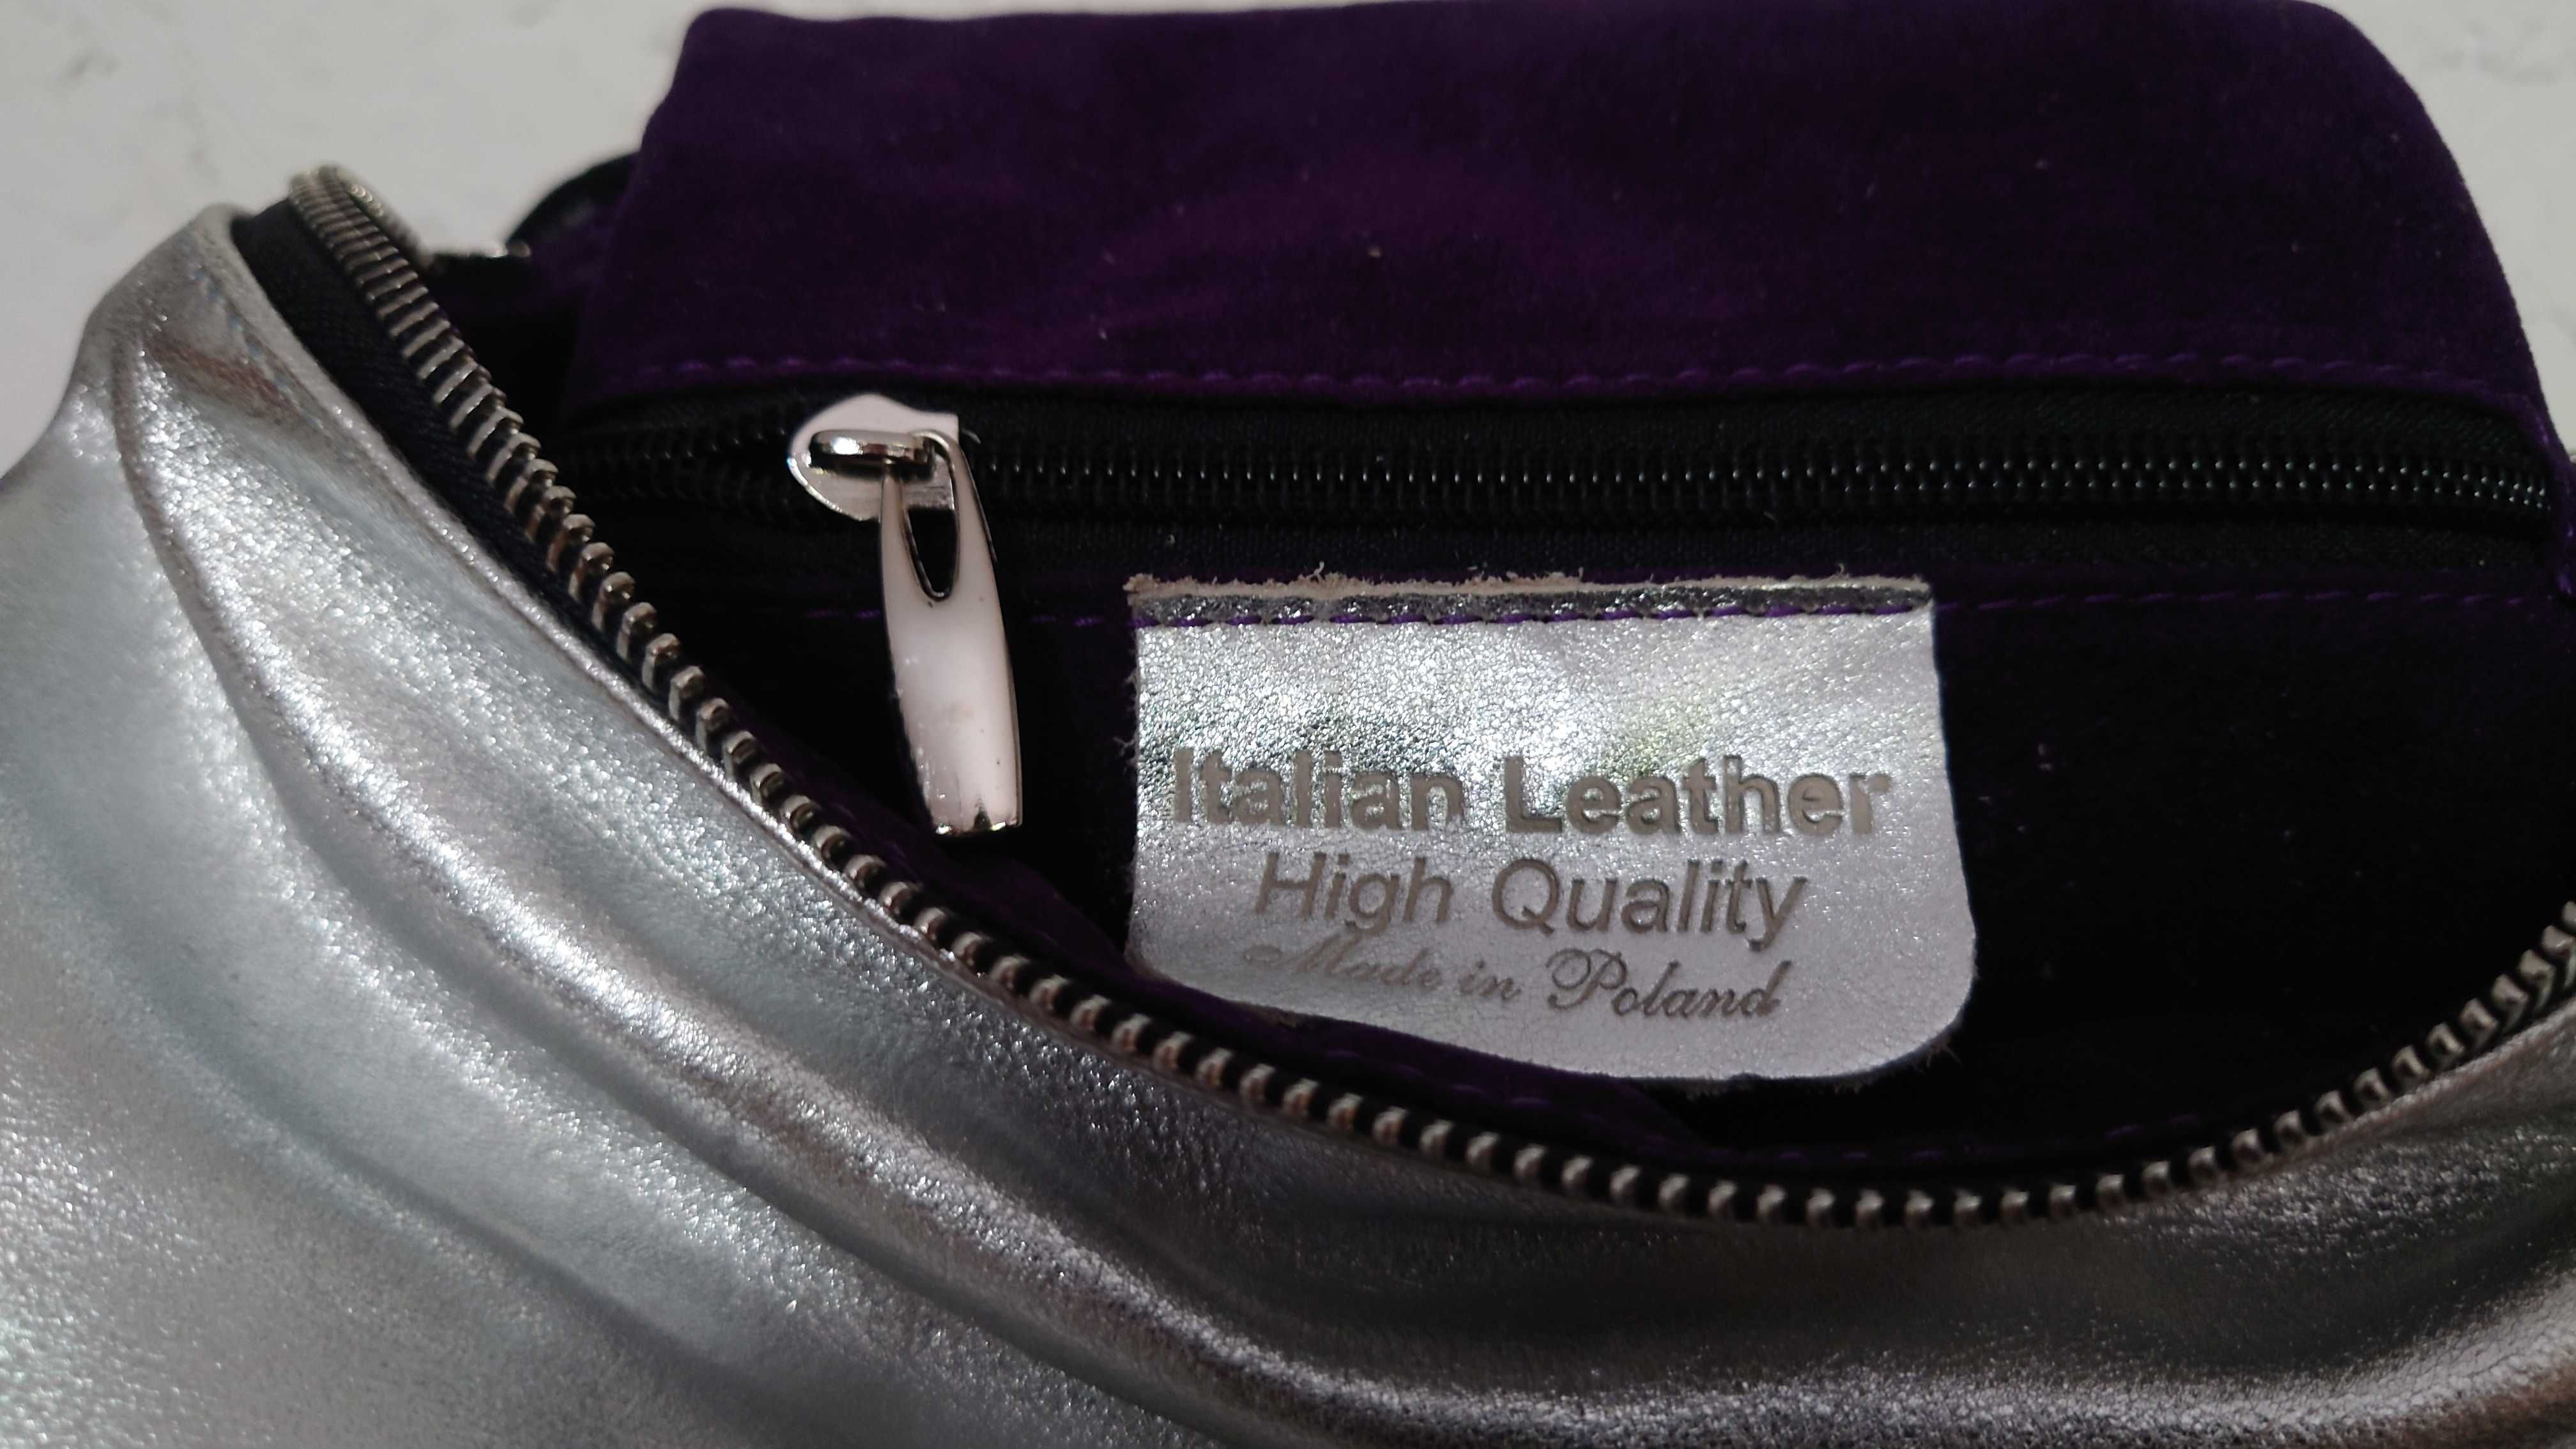 Italian Leather
High Quality
Made in Poland